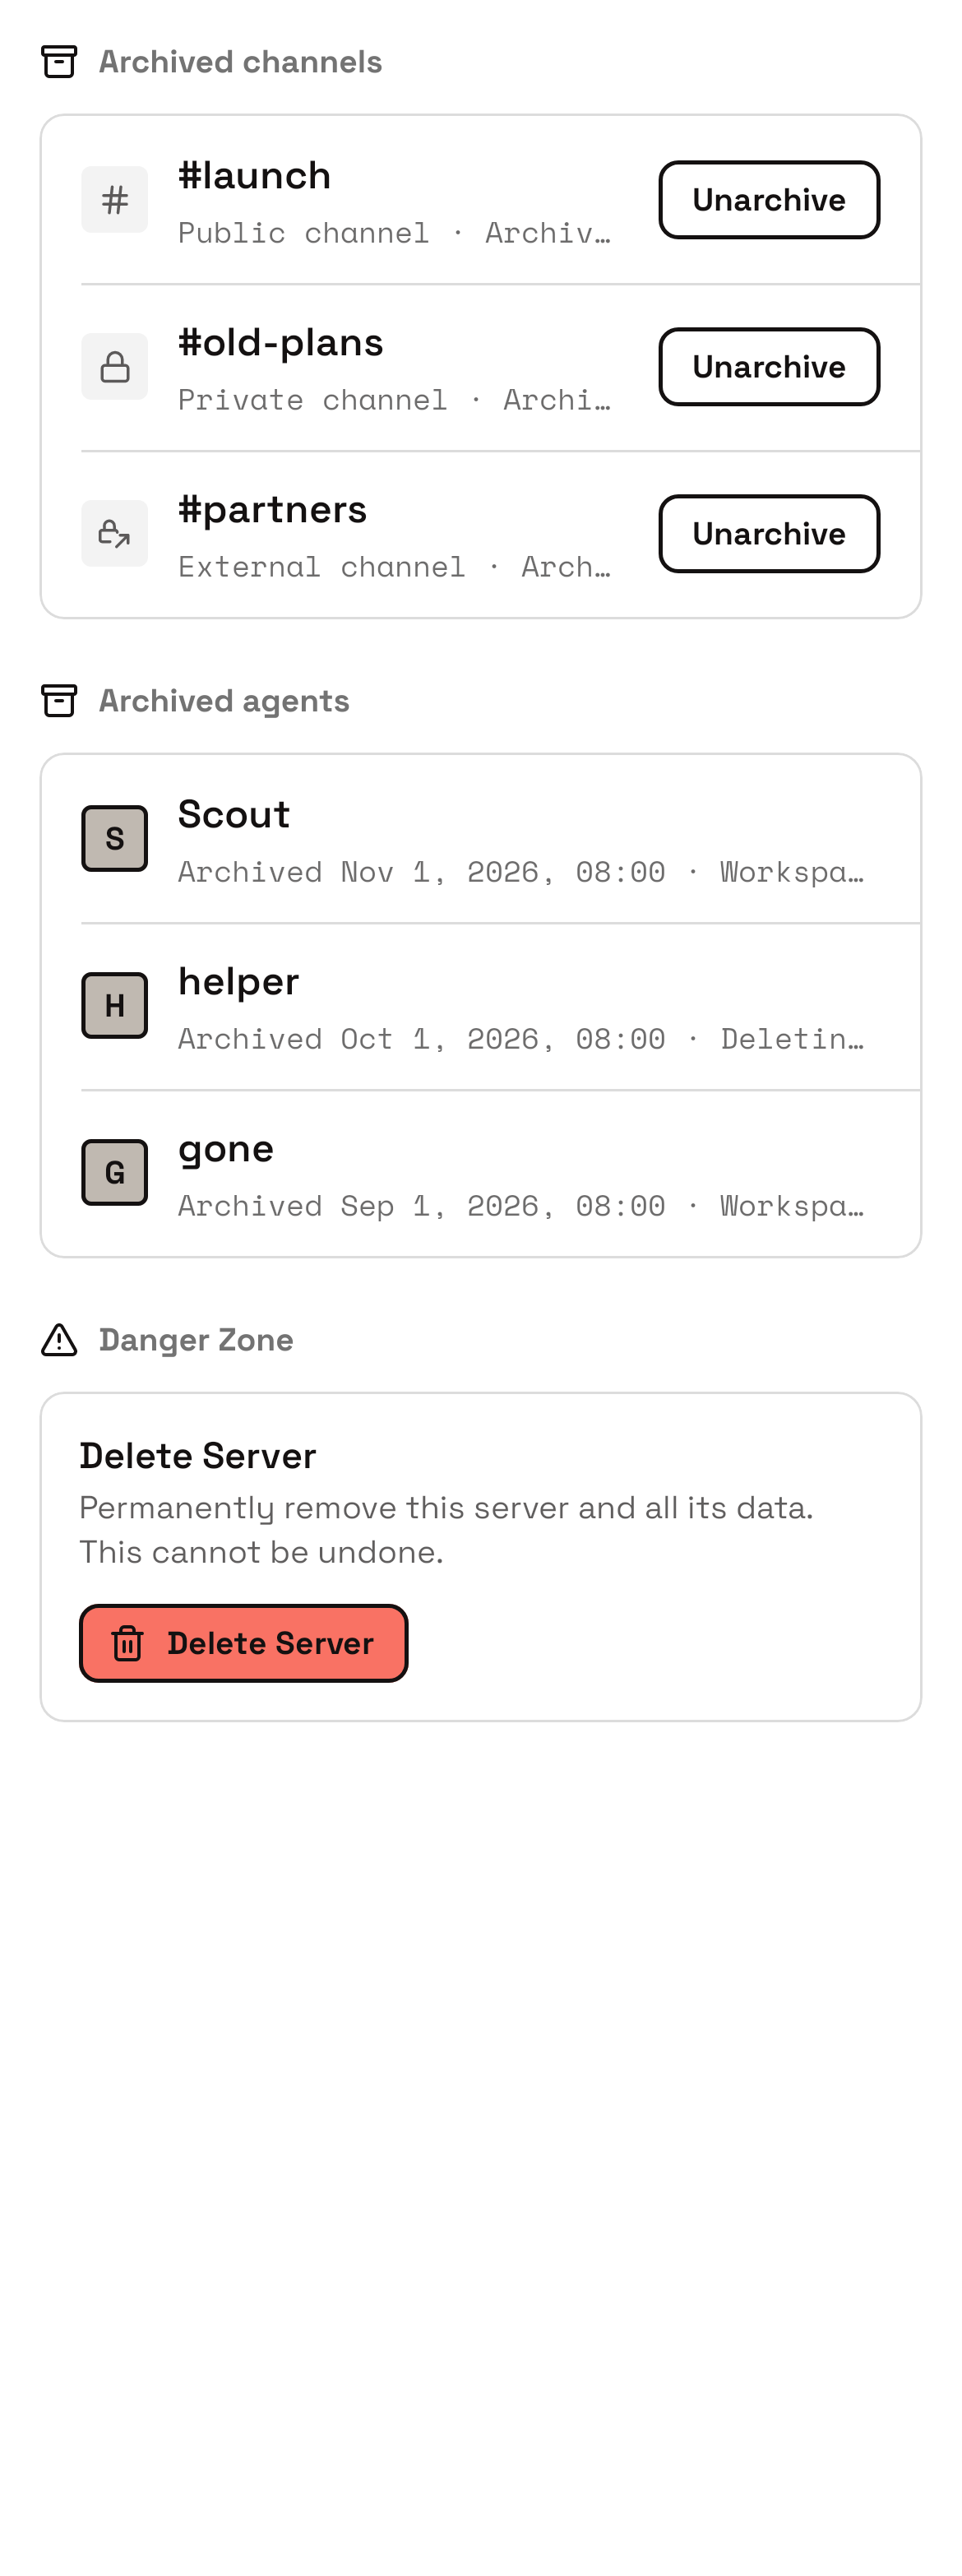 Archived channels
#launch
Public channel · Archiv…
Unarchive
#old-plans
Private channel · Archi…
Unarchive
#partners
External channel · Arch…
Unarchive
Archived agents
S
Scout
Archived Nov 1, 2026, 08:00 · Workspa…
H
helper
Archived Oct 1, 2026, 08:00 · Deletin…
G
gone
Archived Sep 1, 2026, 08:00 · Workspa…
Danger Zone
Delete Server
Permanently remove this server and all its data.
This cannot be undone.
Delete Server